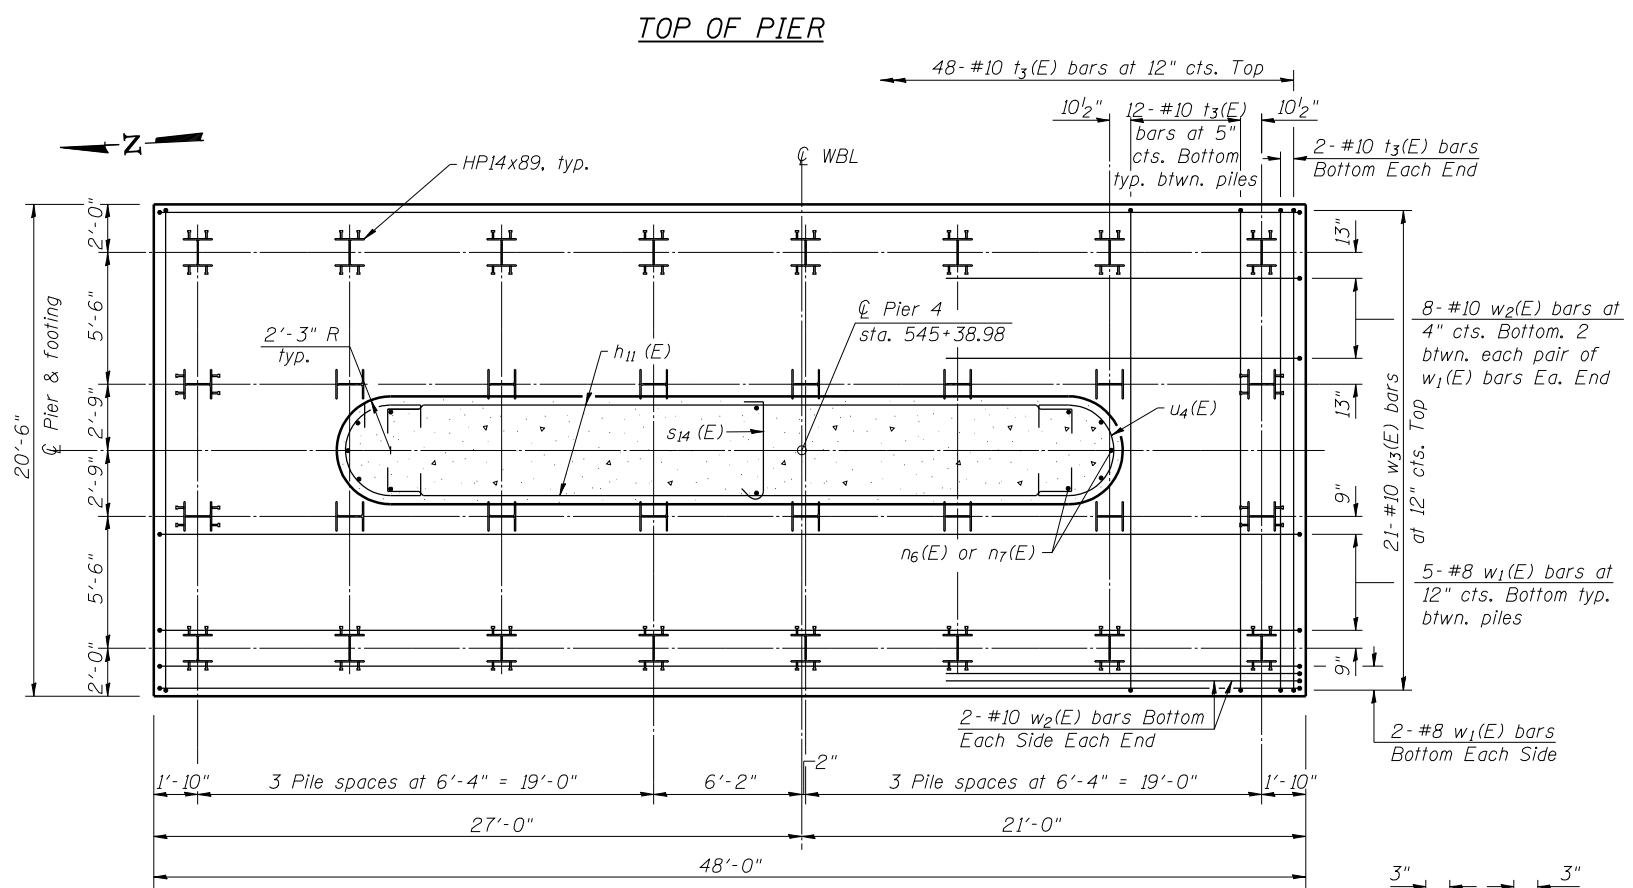 TOP OF PIER
48-#10 t3(E) bars at 12" cts. Top
10½"
12-#10 t3(E)
bars at 5"
cts. Bottom
typ. btwn. piles
10½"
2-#10 t3(E) bars
Bottom Each End
Z
HP14x89, typ.
℄ WBL
2'-0"
5'-6"
2'-9"
2'-9"
5'-6"
2'-0"
20'-6"
℄ Pier & footing
2'-3" R
typ.
h11(E)
℄ Pier 4
sta. 545+38.98
s14(E)
u4(E)
n6(E) or n7(E)
13"
13"
9"
9"
21-#10 w3(E) bars
at 12" cts. Top
8-#10 w2(E) bars at
4" cts. Bottom. 2
btwn. each pair of
w1(E) bars Ea. End
5-#8 w1(E) bars at
12" cts. Bottom typ.
btwn. piles
2-#10 w2(E) bars Bottom
Each Side Each End
2-#8 w1(E) bars
Bottom Each Side
1'-10"
3 Pile spaces at 6'-4" = 19'-0"
6'-2"
2"
3 Pile spaces at 6'-4" = 19'-0"
1'-10"
27'-0"
21'-0"
48'-0"
3"
3"